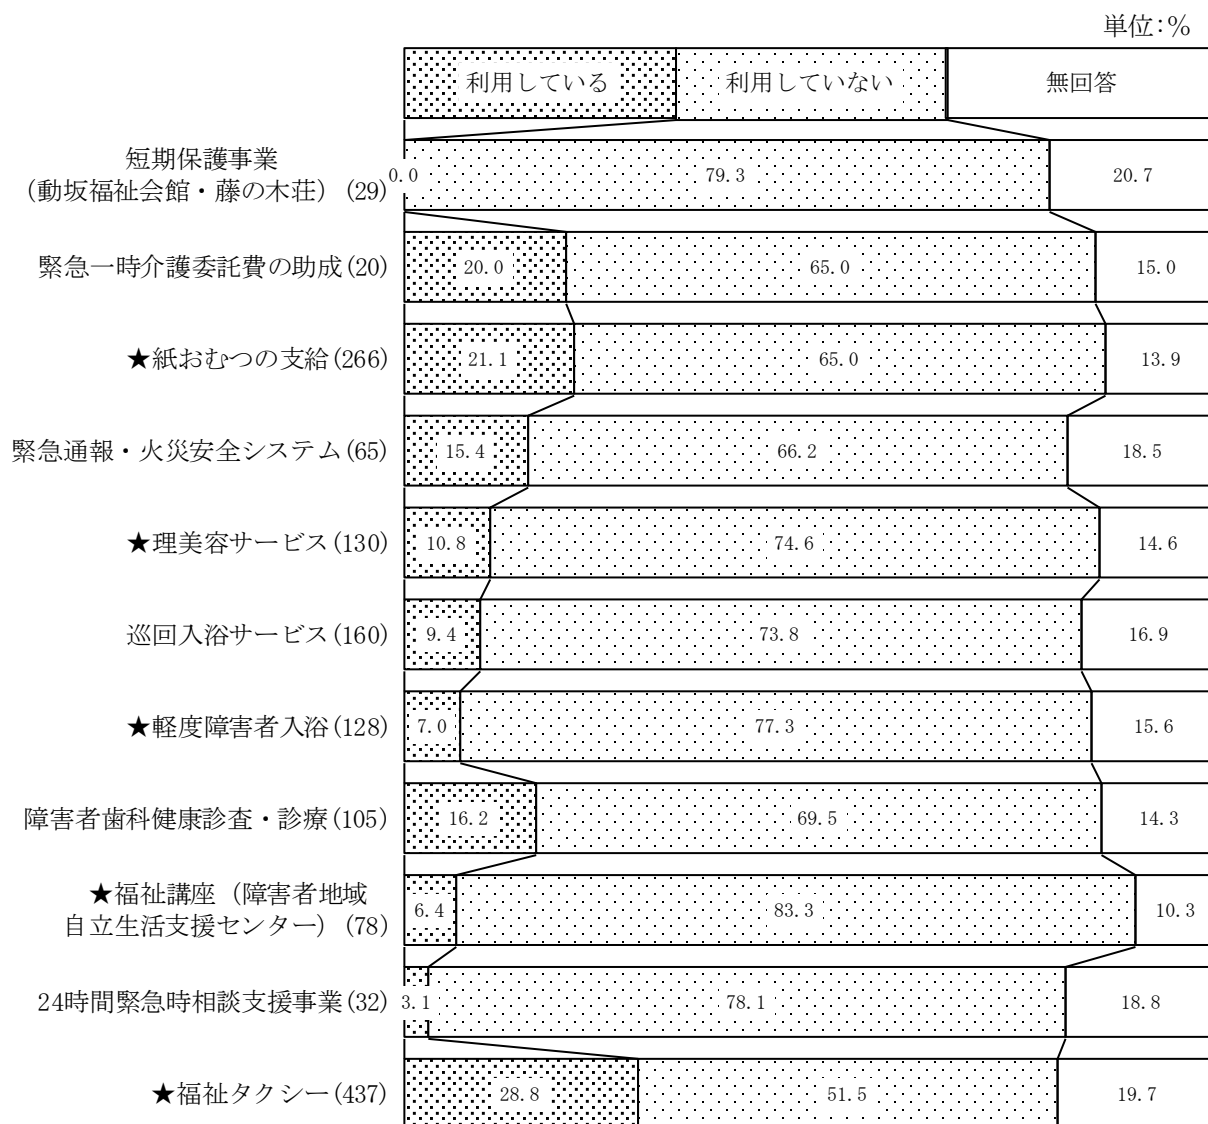 単位:%
利用している 利用していない 無回答
短期保護事業
(動坂福祉会館・藤の木荘) (29) 0.0 79.3 20.7
緊急一時介護委託費の助成(20) 20.0 65.0 15.0
★紙おむつの支給(266) 21.1 65.0 13.9
緊急通報・火災安全システム(65) 15.4 66.2 18.5
★理美容サービス(130) 10.8 74.6 14.6
巡回入浴サービス(160) 9.4 73.8 16.9
★軽度障害者入浴(128) 7.0 77.3 15.6
障害者歯科健康診査・診療(105) 16.2 69.5 14.3
★福祉講座(障害者地域
自立生活支援センター) (78) 6.4 83.3 10.3
24時間緊急時相談支援事業(32) 3.1 78.1 18.8
★福祉タクシー(437) 28.8 51.5 19.7